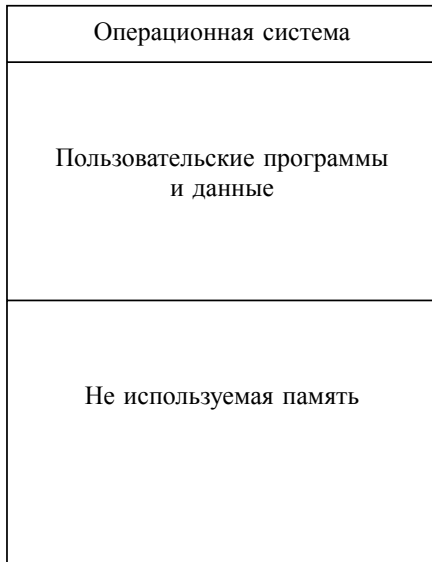 Операционная система
Пользовательские программы
и данные
Не используемая память